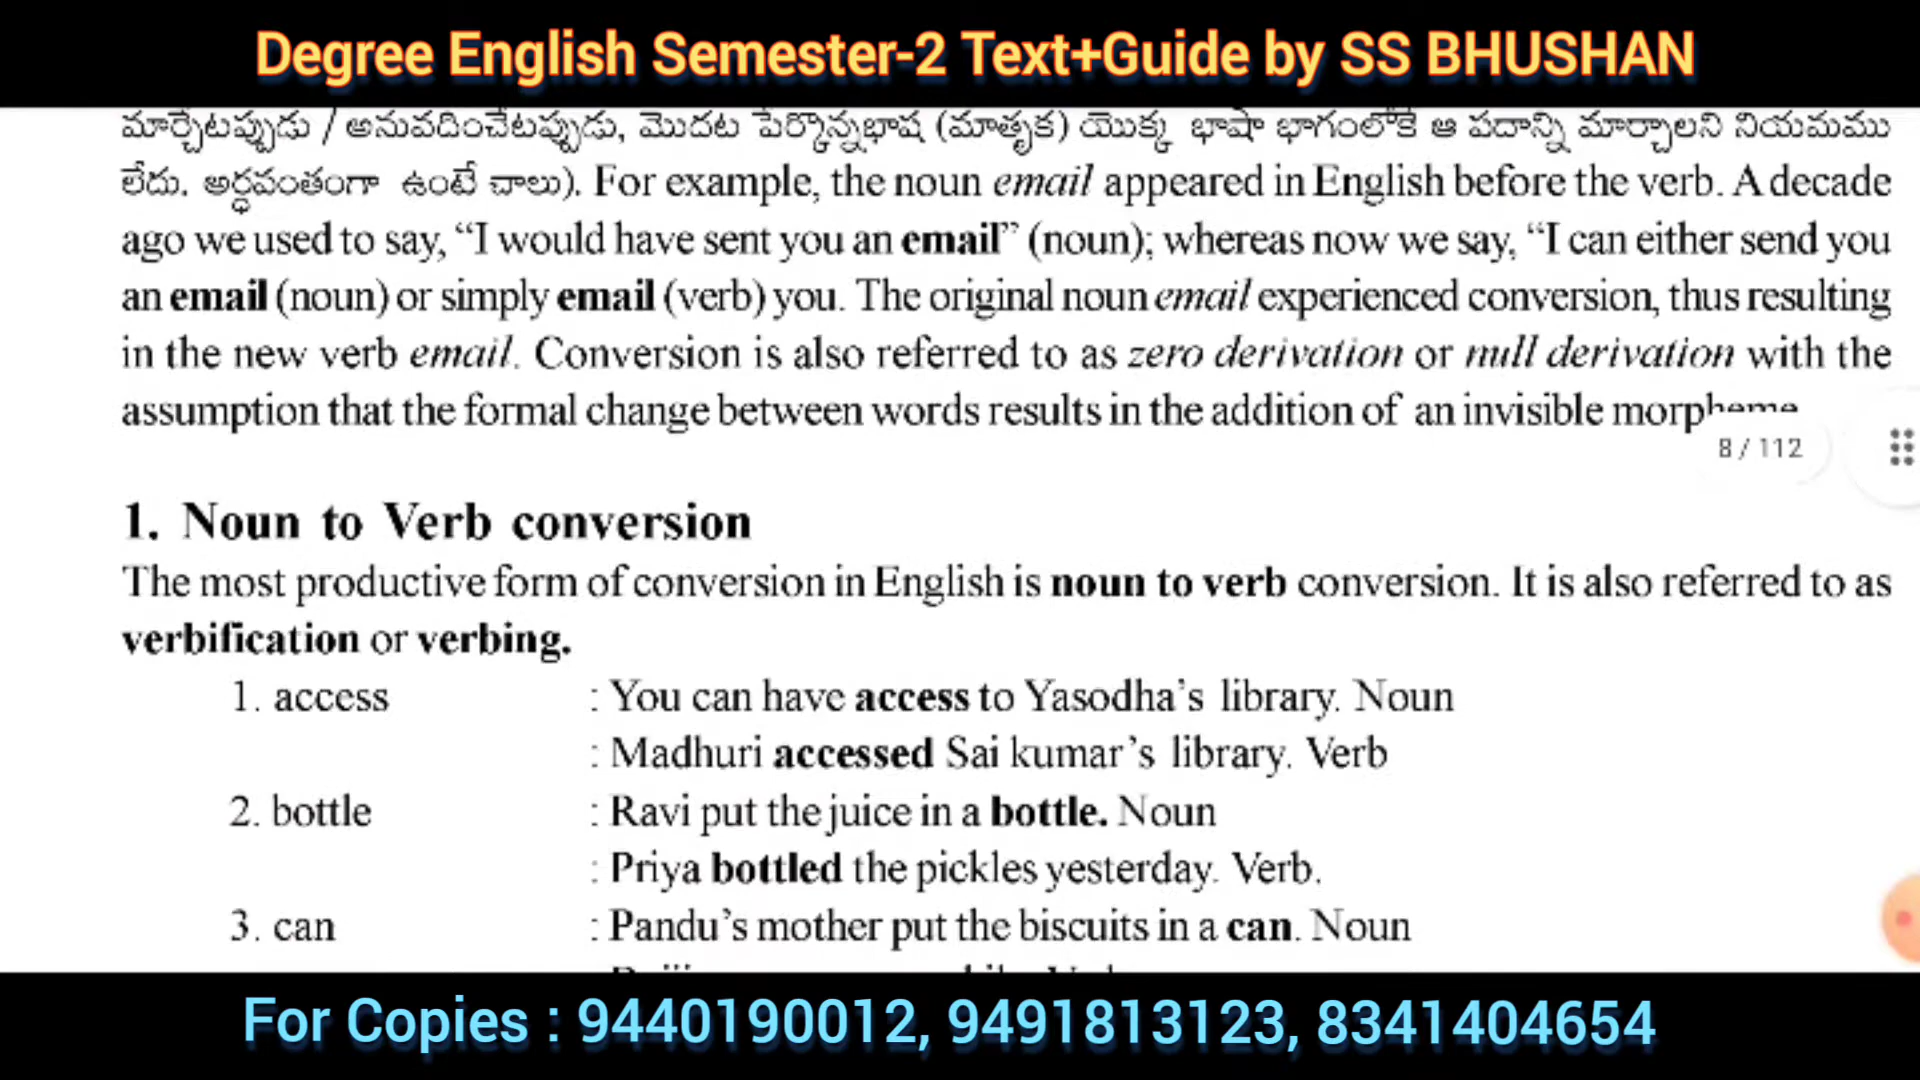 Degree English Semester-2 Text+Guide by SS BHUSHAN
మార్చేటప్పుడు / అనువదించేటప్పుడు, మొదట పేర్కొన్నభాష (మాతృక) యొక్క భాషా భాగంలోకే ఆ పదాన్ని మార్చాలని నియమము
లేదు. అర్ధవంతంగా ఉంటే చాలు). For example, the noun email appeared in English before the verb. A decade
ago we used to say, “I would have sent you an email” (noun); whereas now we say, “I can either send you
an email (noun) or simply email (verb) you. The original noun email experienced conversion, thus resulting
in the new verb email. Conversion is also referred to as zero derivation or null derivation with the
assumption that the formal change between words results in the addition of an invisible morpheme
8 / 112
1. Noun to Verb conversion
The most productive form of conversion in English is noun to verb conversion. It is also referred to as
verbification or verbing.
1. access : You can have access to Yasodha’s library. Noun
: Madhuri accessed Sai kumar’s library. Verb
2. bottle : Ravi put the juice in a bottle. Noun
: Priya bottled the pickles yesterday. Verb.
3. can : Pandu’s mother put the biscuits in a can. Noun
For Copies : 9440190012, 9491813123, 8341404654